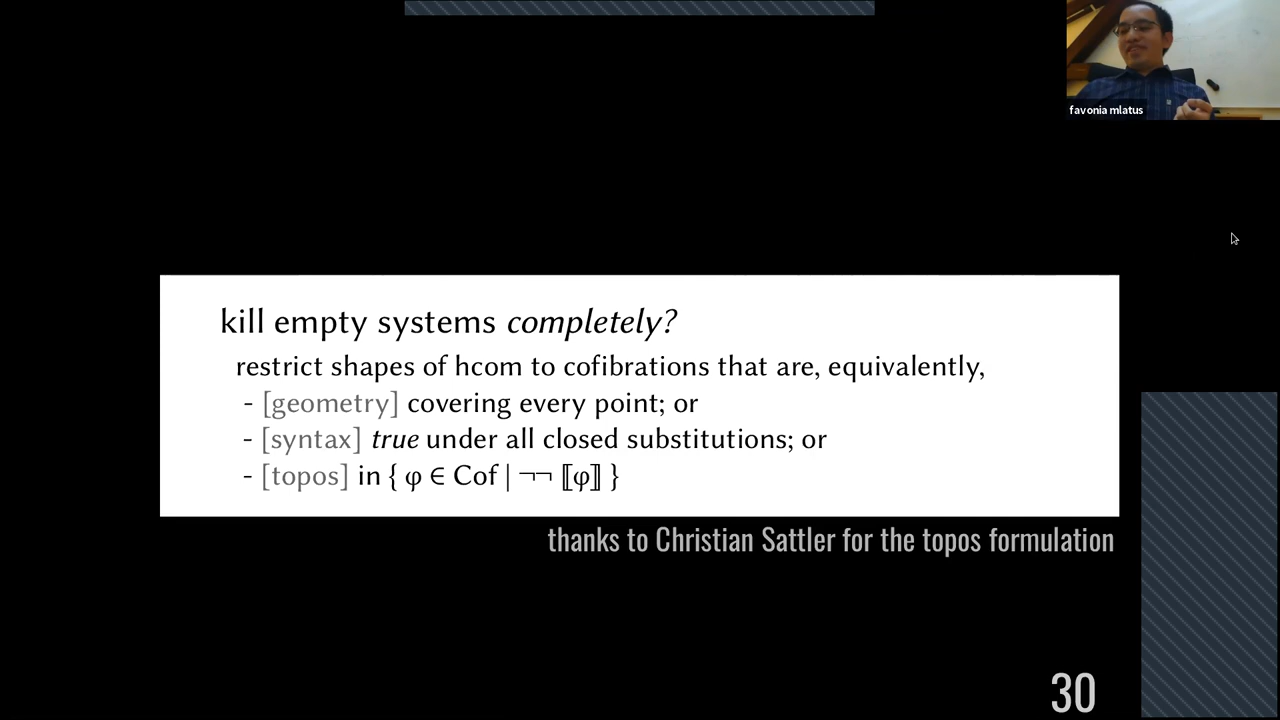 favonia mlatus
kill empty systems completely?
restrict shapes of hcom to cofibrations that are, equivalently,
- [geometry] covering every point; or
- [syntax] true under all closed substitutions; or
- [topos] in { φ ∈ Cof | ¬¬ ⟦φ⟧ }
thanks to Christian Sattler for the topos formulation
30